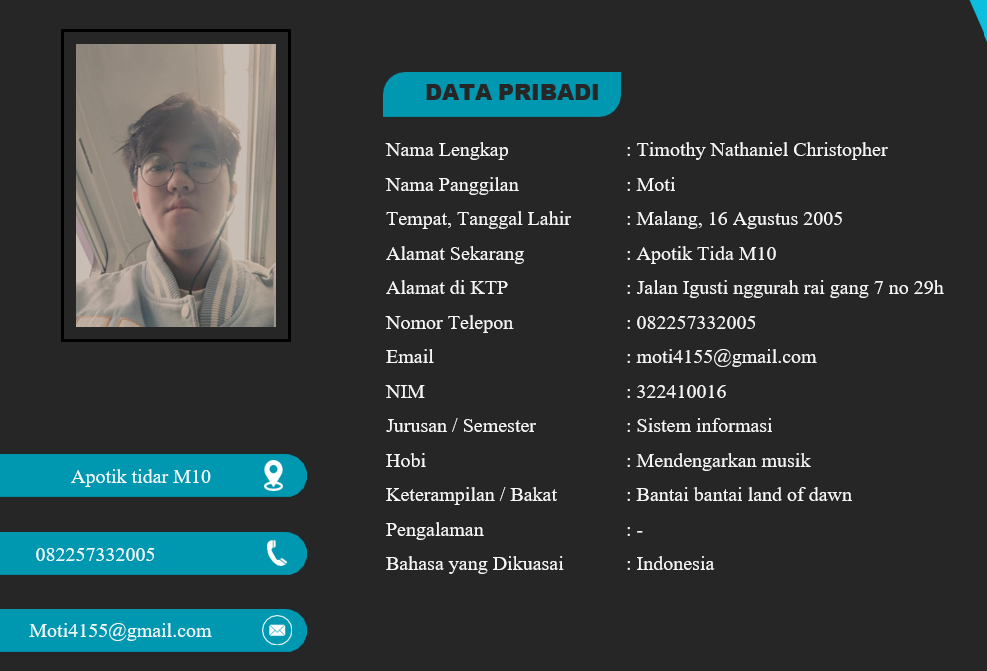 DATA PRIBADI
Nama Lengkap : Timothy Nathaniel Christopher
Nama Panggilan : Moti
Tempat, Tanggal Lahir : Malang, 16 Agustus 2005
Alamat Sekarang : Apotik Tida M10
Alamat di KTP : Jalan Igusti nggurah rai gang 7 no 29h
Nomor Telepon : 082257332005
Email : moti4155@gmail.com
NIM : 322410016
Jurusan / Semester : Sistem informasi
Hobi : Mendengarkan musik
Keterampilan / Bakat : Bantai bantai land of dawn
Pengalaman : -
Bahasa yang Dikuasai : Indonesia
Apotik tidar M10
082257332005
Moti4155@gmail.com